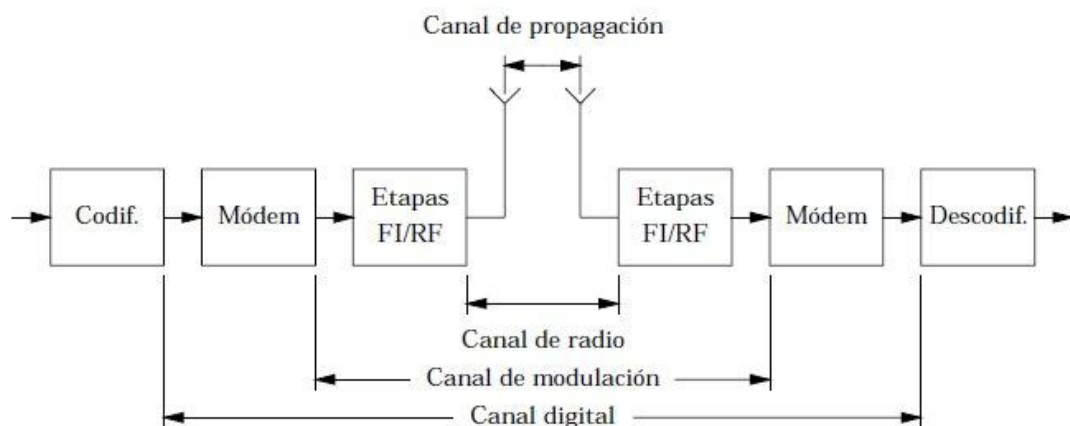 Canal de propagación
Codif.
Módem
Etapas
FI/RF
Etapas
FI/RF
Módem
Descodif.
Canal de radio
Canal de modulación
Canal digital